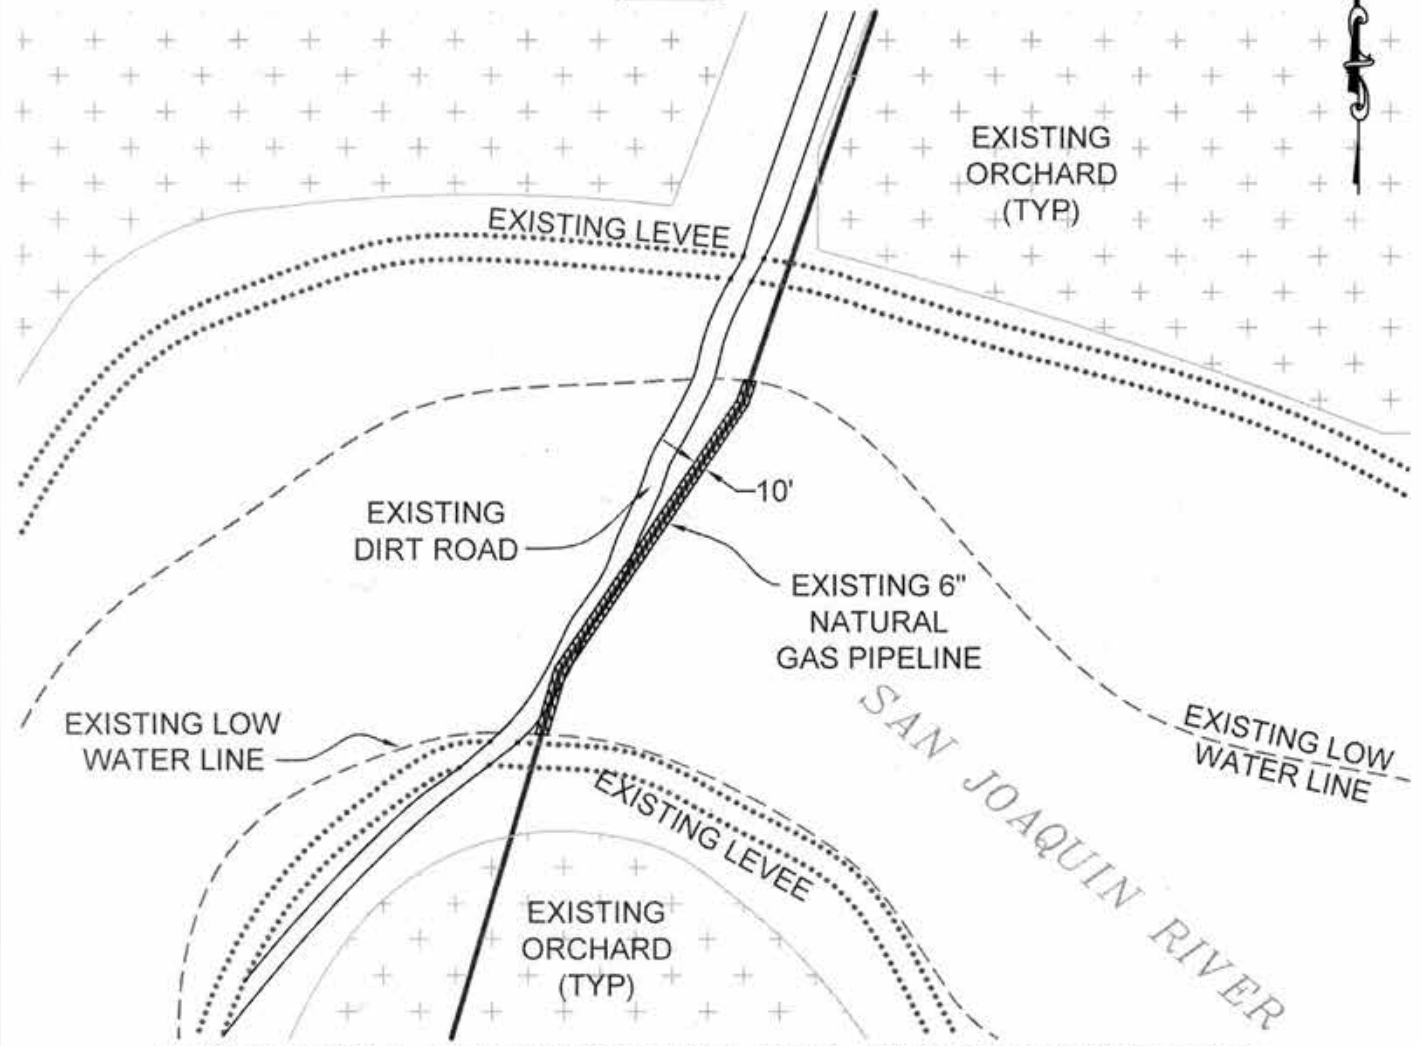 EXISTING
ORCHARD
(TYP)
EXISTING LEVEE
10'
EXISTING
DIRT ROAD
EXISTING 6"
NATURAL
GAS PIPELINE
SAN JOAQUIN RIVER
EXISTING LOW
WATER LINE
EXISTING LOW
WATER LINE
EXISTING LEVEE
EXISTING
ORCHARD
(TYP)